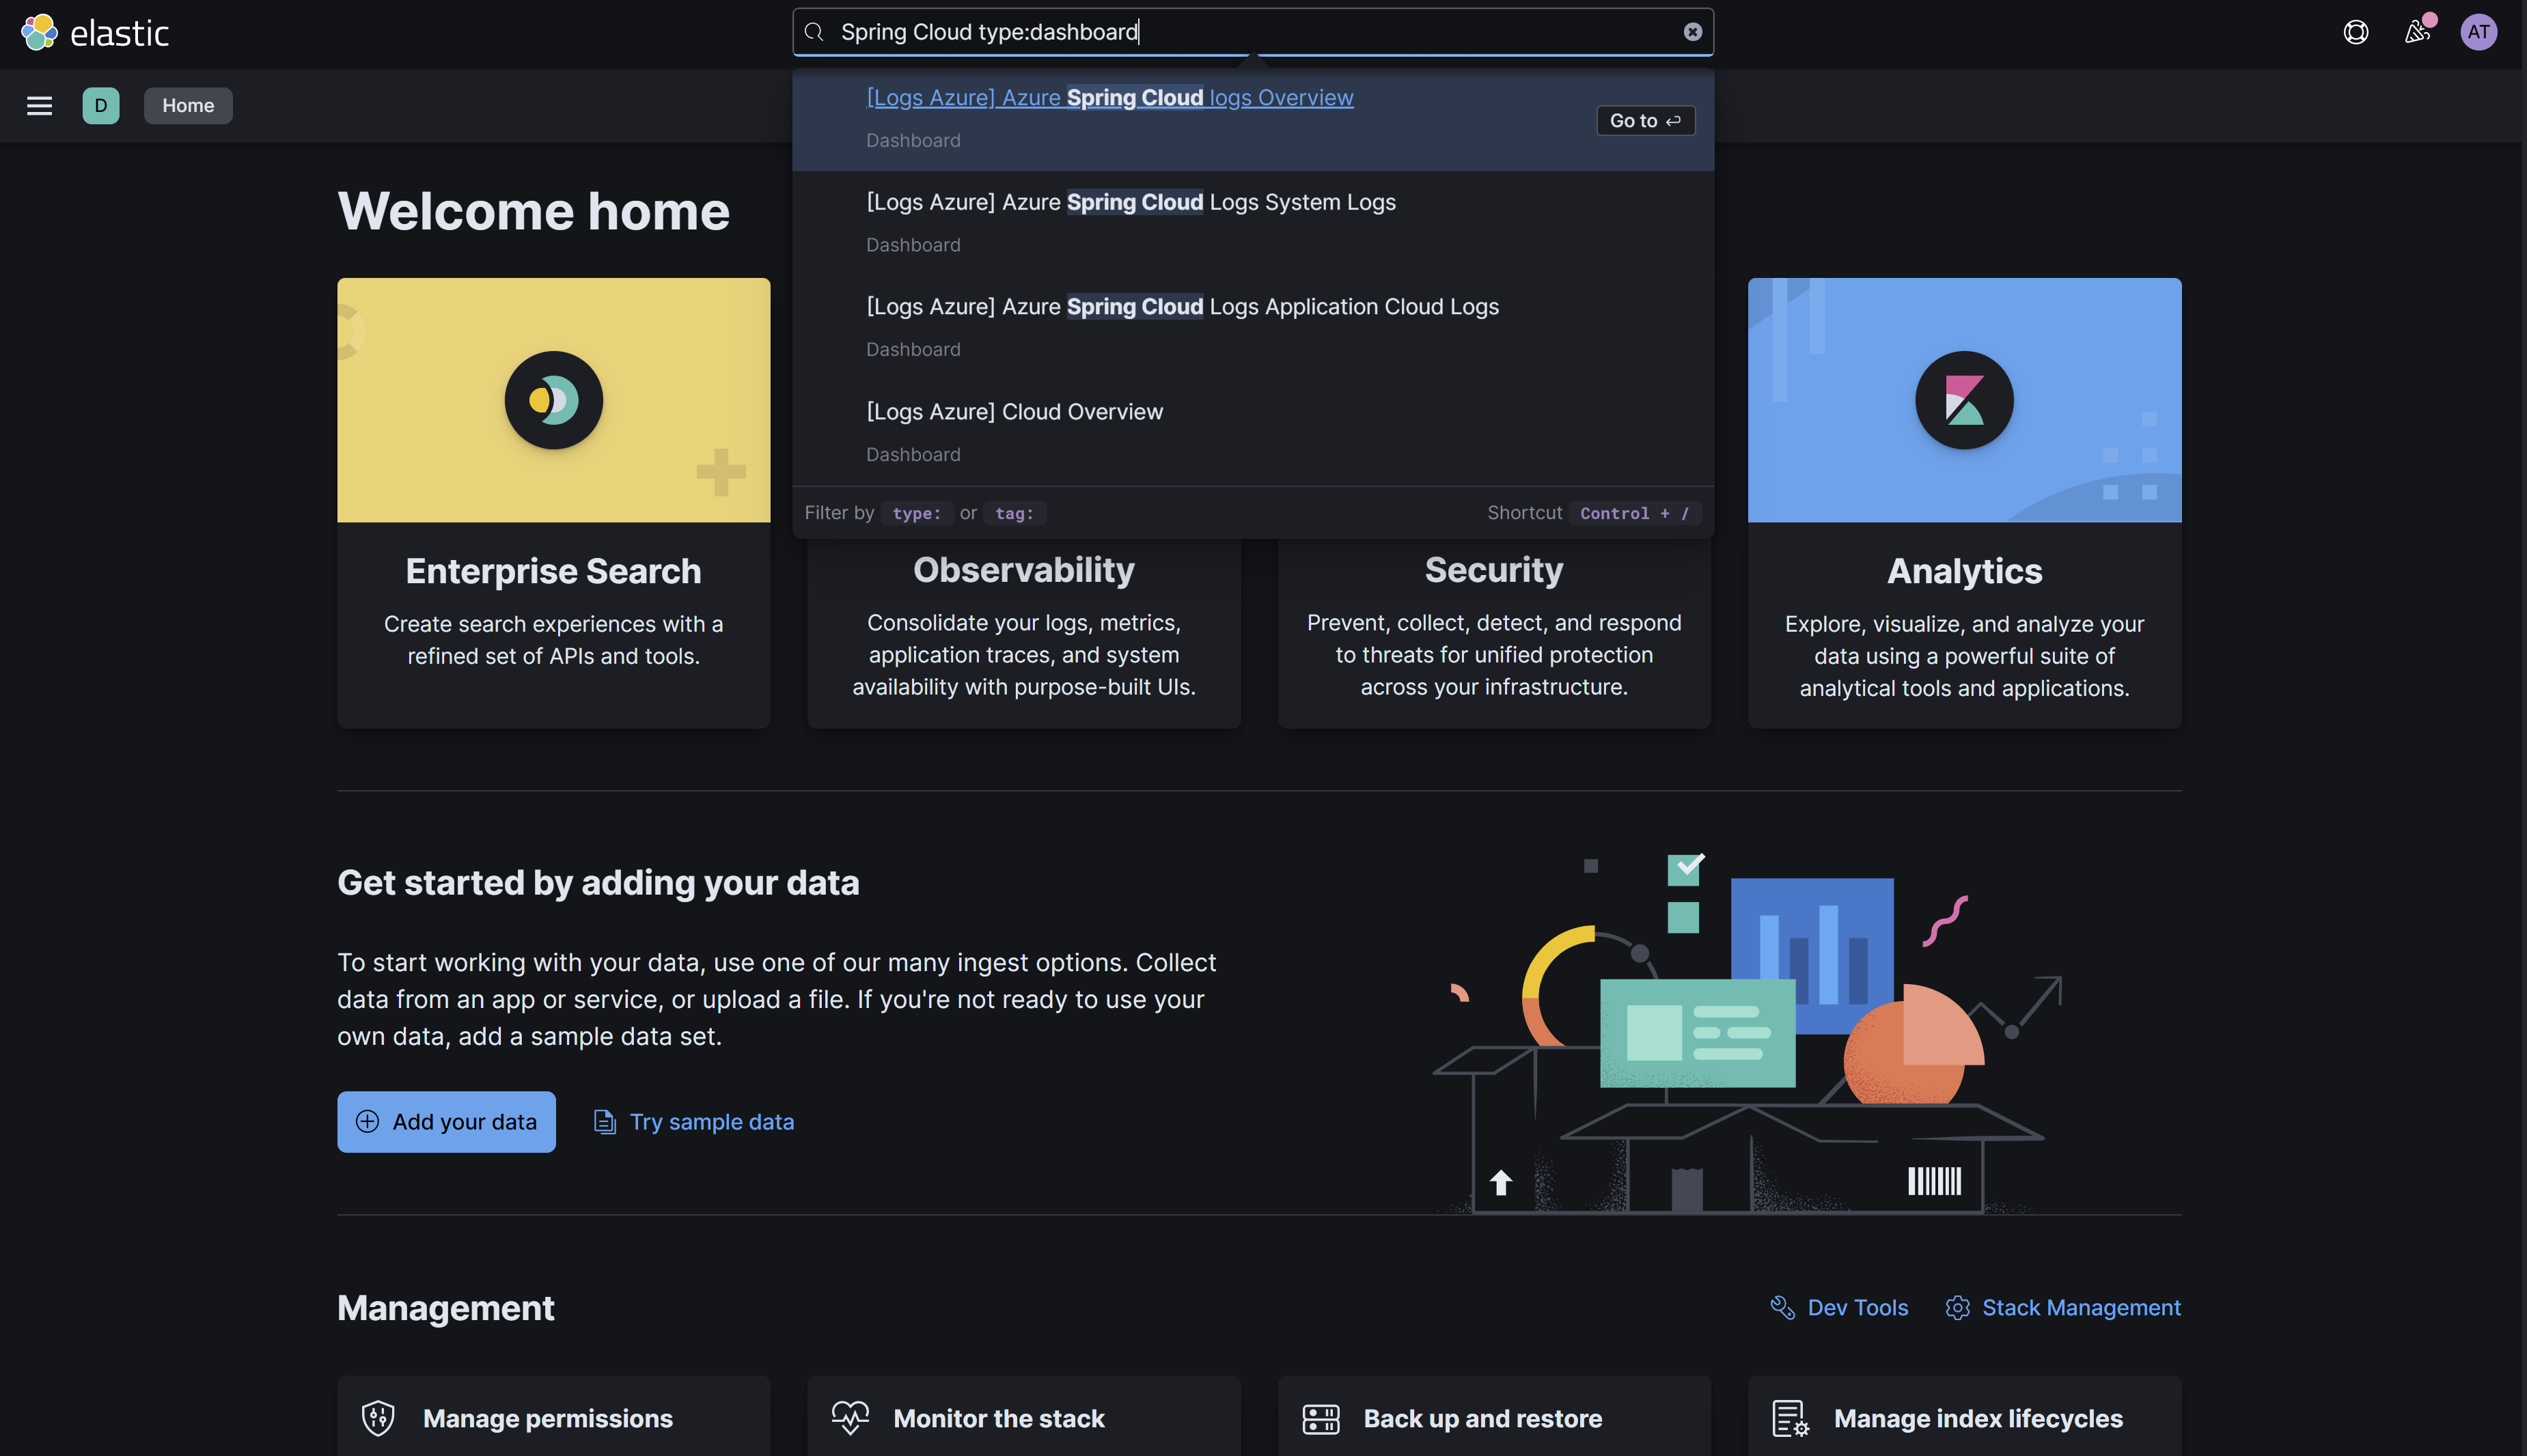 elastic
Spring Cloud type:dashboard
AT
D
Home
[Logs Azure] Azure Spring Cloud logs Overview
Dashboard
Go to
[Logs Azure] Azure Spring Cloud Logs System Logs
Dashboard
[Logs Azure] Azure Spring Cloud Logs Application Cloud Logs
Dashboard
[Logs Azure] Cloud Overview
Dashboard
Filter by type: or tag:
Shortcut Control + /
Welcome home
Enterprise Search
Create search experiences with a
refined set of APIs and tools.
Observability
Consolidate your logs, metrics,
application traces, and system
availability with purpose-built UIs.
Security
Prevent, collect, detect, and respond
to threats for unified protection
across your infrastructure.
Analytics
Explore, visualize, and analyze your
data using a powerful suite of
analytical tools and applications.
Get started by adding your data
To start working with your data, use one of our many ingest options. Collect
data from an app or service, or upload a file. If you're not ready to use your
own data, add a sample data set.
Add your data
Try sample data
Management
Dev Tools
Stack Management
Manage permissions
Monitor the stack
Back up and restore
Manage index lifecycles